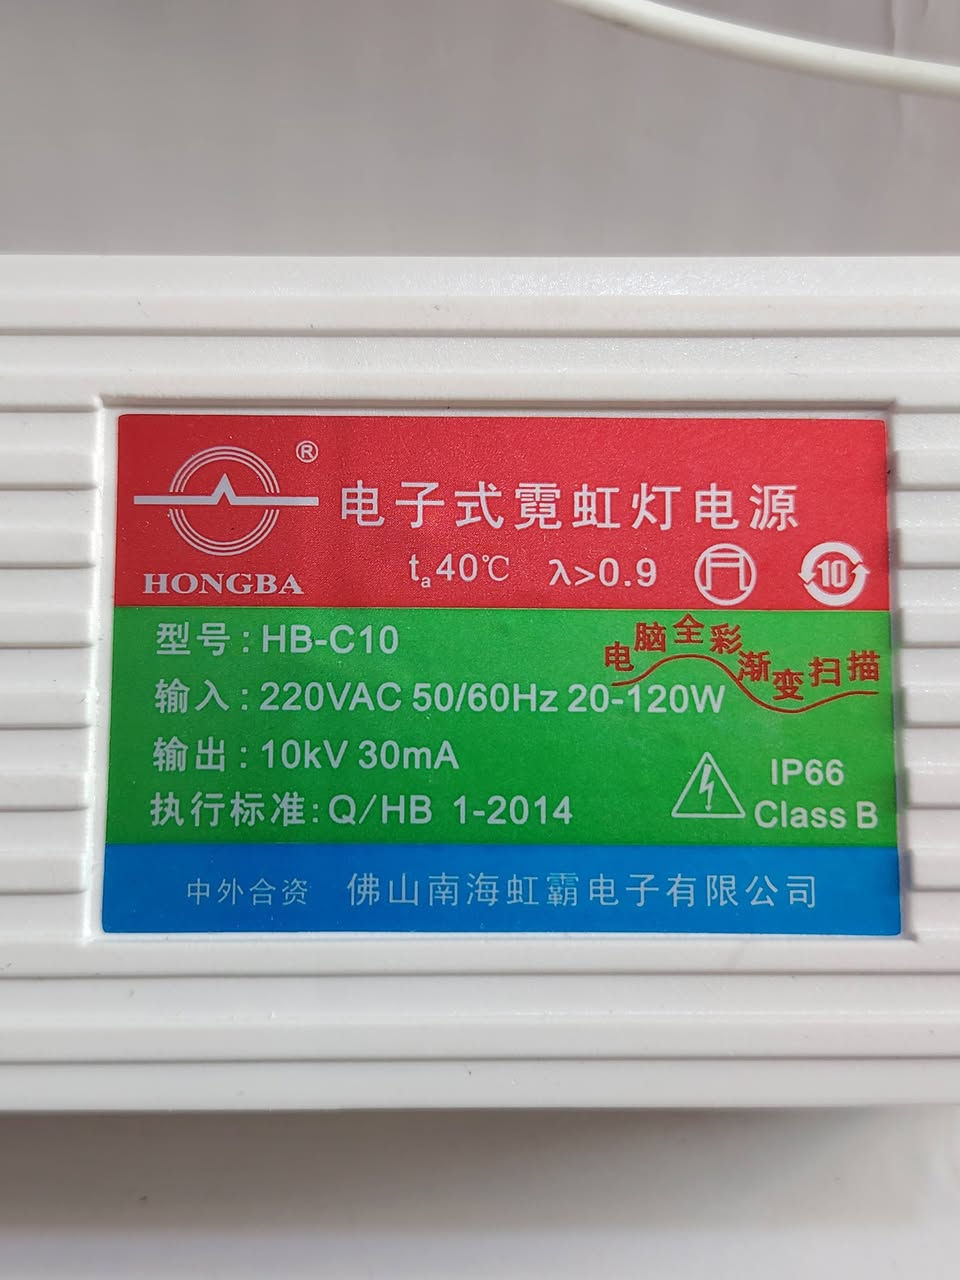 ®
电子式霓虹灯电源
HONGBA
ta40℃ λ>0.9
10
型号:HB-C10
电脑全彩渐变扫描
输入:220VAC 50/60Hz 20-120W
输出:10kV 30mA
IP66
执行标准:Q/HB 1-2014
Class B
中外合资 佛山南海虹霸电子有限公司